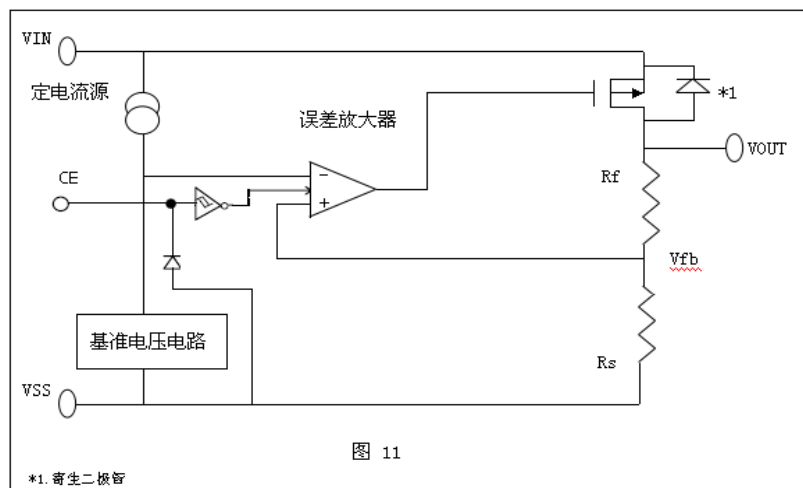 VIN
定电流源
*1
误差放大器
VOUT
CE
Rf
−
+
Vfb
基准电压电路
Rs
VSS
图 11
*1.寄生二极管